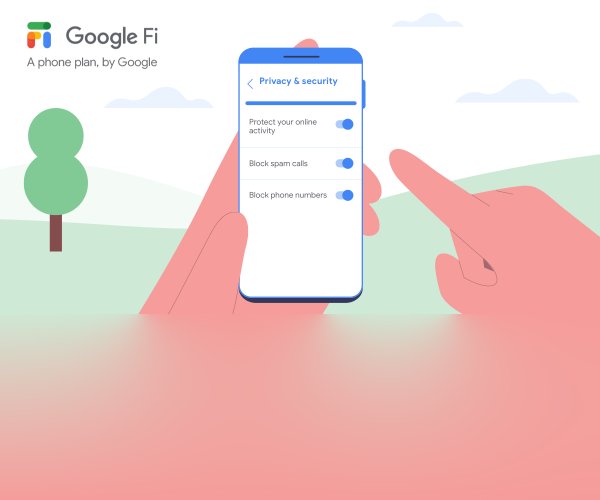 Google Fi
A phone plan, by Google
Privacy & security
Protect your online
activity
Block spam calls
Block phone numbers